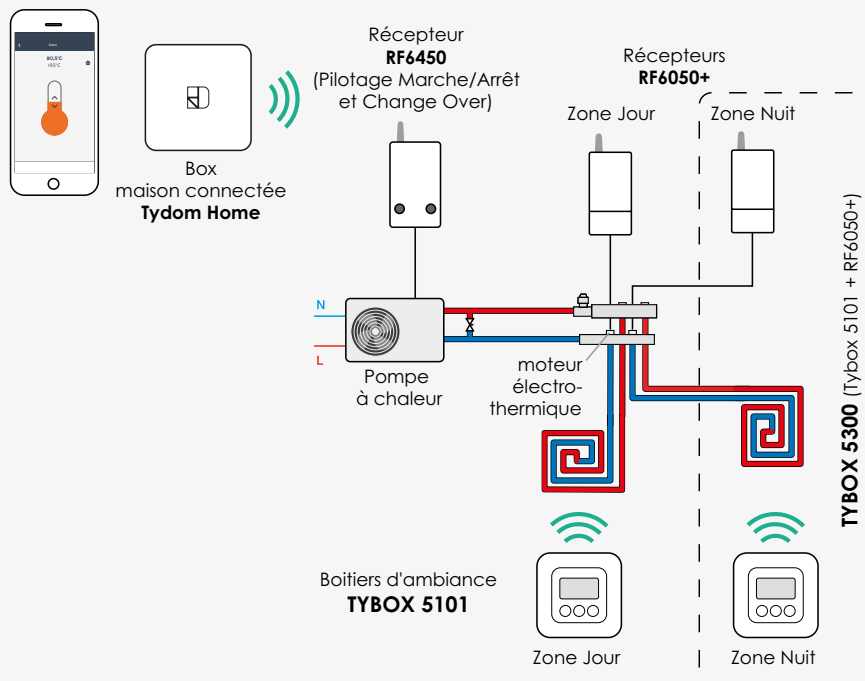 Récepteur
RF6450
(Pilotage Marche/Arrêt
et Change Over)
Récepteurs
RF6050+
Zone Jour
Zone Nuit
Box
maison connectée
Tydom Home
N
L
Pompe
à chaleur
moteur
électro-
thermique
TYBOX 5300 (Tybox 5101 + RF6050+)
Boitiers d'ambiance
TYBOX 5101
Zone Jour
Zone Nuit